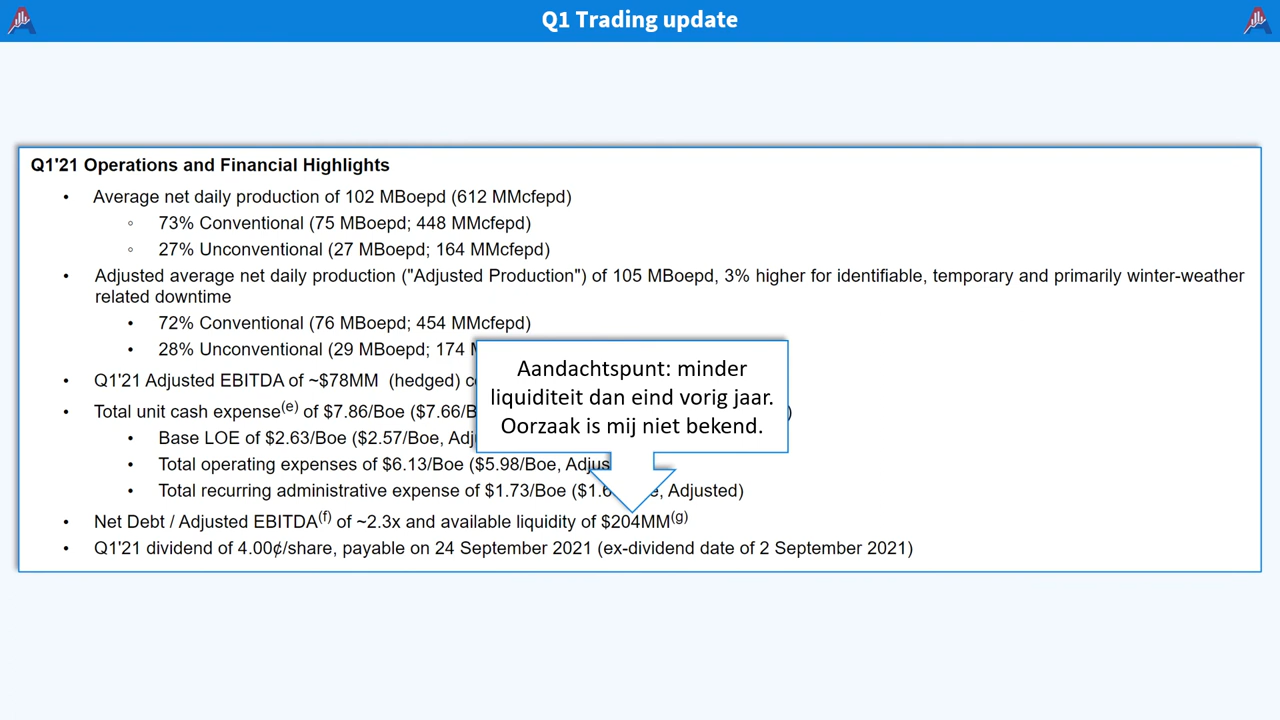 Q1 Trading update
Q1'21 Operations and Financial Highlights
• Average net daily production of 102 MBoepd (612 MMcfepd)
◦ 73% Conventional (75 MBoepd; 448 MMcfepd)
◦ 27% Unconventional (27 MBoepd; 164 MMcfepd)
• Adjusted average net daily production ("Adjusted Production") of 105 MBoepd, 3% higher for identifiable, temporary and primarily winter-weather
related downtime
• 72% Conventional (76 MBoepd; 454 MMcfepd)
• 28% Unconventional (29 MBoepd; 174
• Q1'21 Adjusted EBITDA of ~$78MM (hedged)
• Total unit cash expense(e) of $7.86/Boe ($7.66/B
• Base LOE of $2.63/Boe ($2.57/Boe, Adj
• Total operating expenses of $6.13/Boe ($5.98/Boe, Adjus
• Total recurring administrative expense of $1.73/Boe ($1.6 , Adjusted)
• Net Debt / Adjusted EBITDA(f) of ~2.3x and available liquidity of $204MM(g)
• Q1'21 dividend of 4.00¢/share, payable on 24 September 2021 (ex-dividend date of 2 September 2021)
Aandachtspunt: minder
liquiditeit dan eind vorig jaar.
Oorzaak is mij niet bekend.